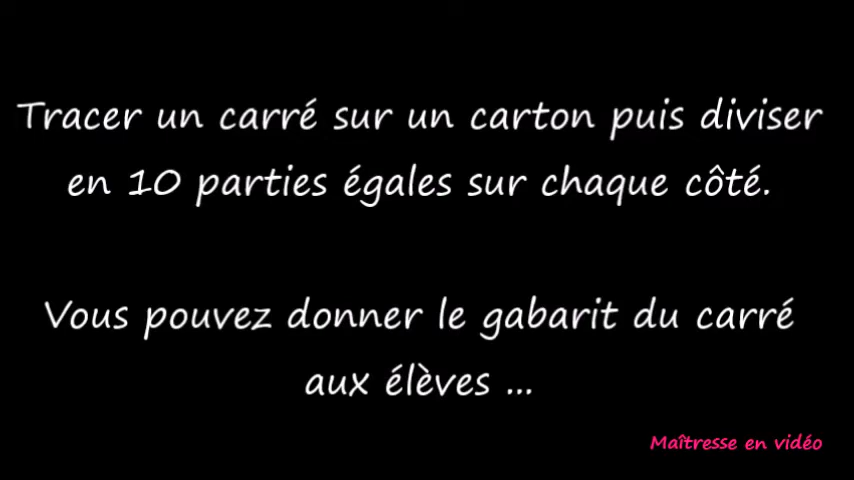 Tracer un carré sur un carton puis diviser
en 10 parties égales sur chaque côté.
Vous pouvez donner le gabarit du carré
aux élèves ...
Maîtresse en vidéo